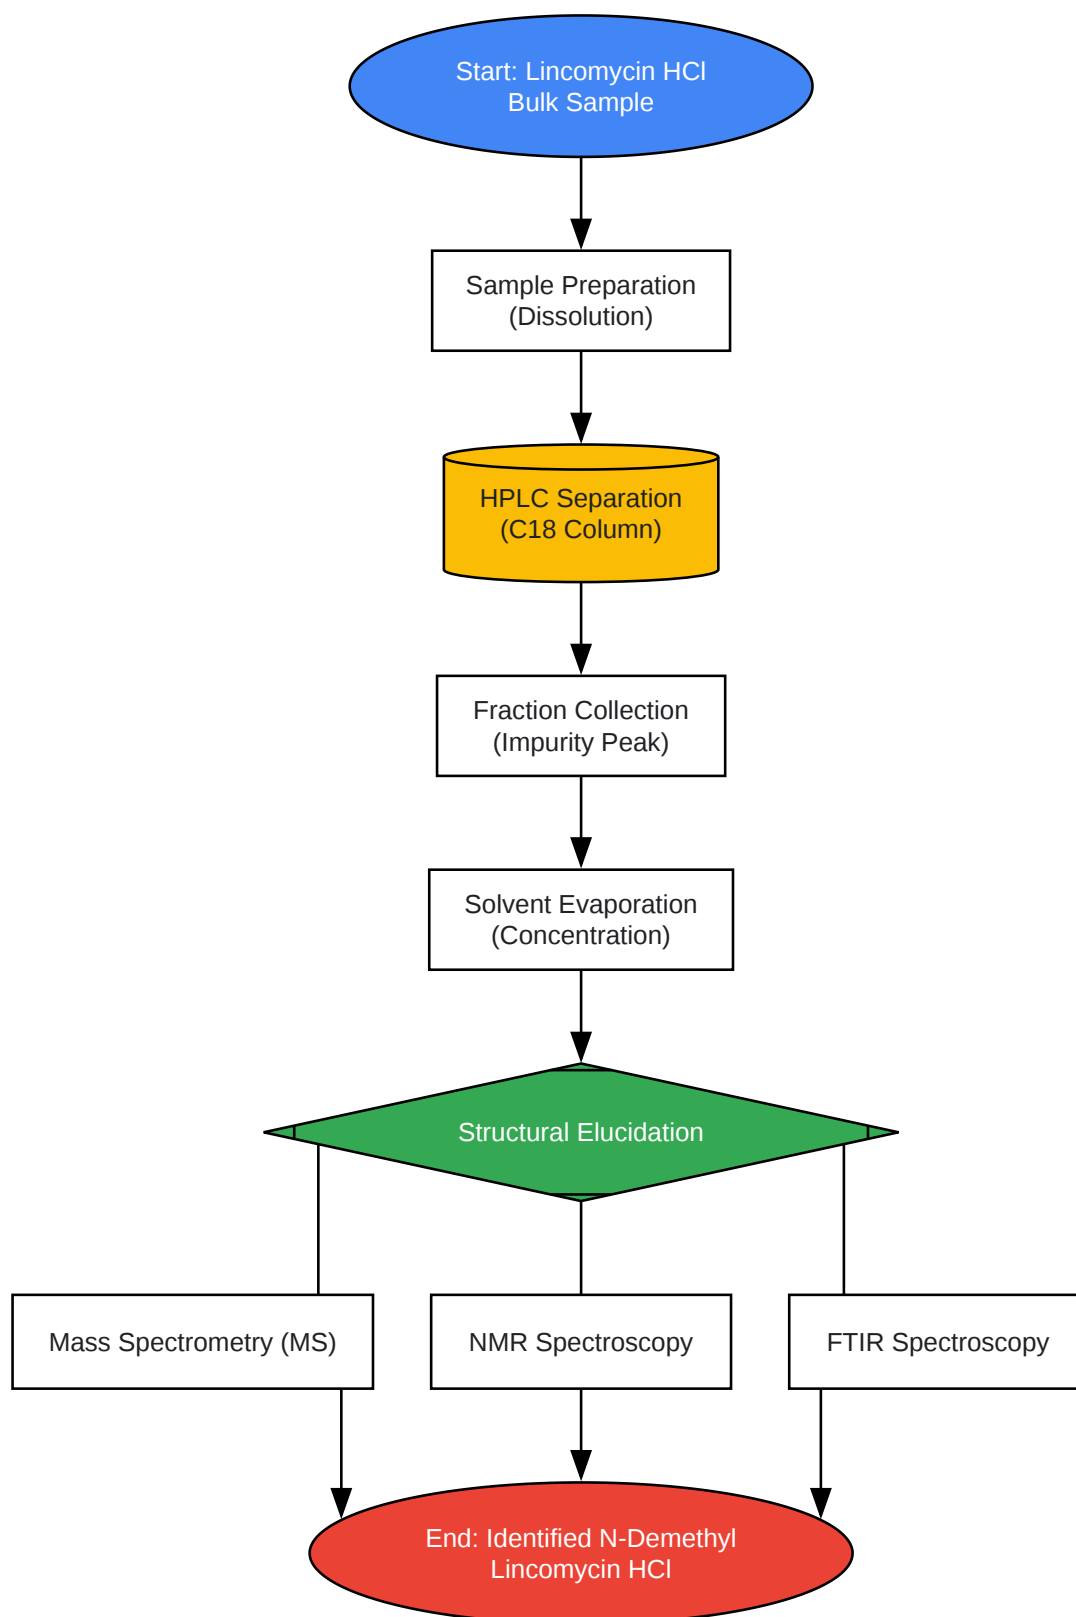 Start: Lincomycin HCl
Bulk Sample
Sample Preparation
(Dissolution)
HPLC Separation
(C18 Column)
Fraction Collection
(Impurity Peak)
Solvent Evaporation
(Concentration)
Structural Elucidation
Mass Spectrometry (MS)
NMR Spectroscopy
FTIR Spectroscopy
End: Identified N-Demethyl
Lincomycin HCl